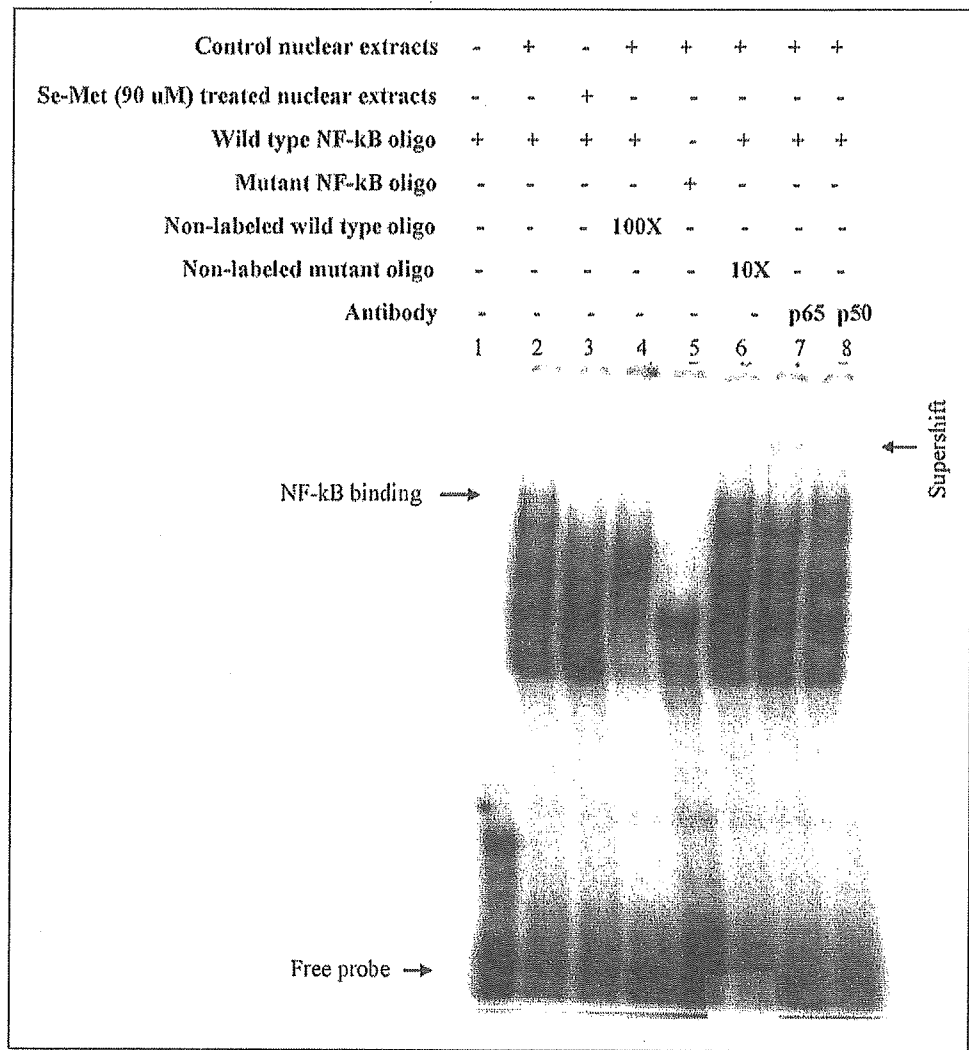 Control nuclear extracts - + - + + + + +
Se-Met (90 uM) treated nuclear extracts - - + - - - - -
Wild type NF-kB oligo + + + + - + + +
Mutant NF-kB oligo - - - - + - - -
Non-labeled wild type oligo - - - 100X - - - -
Non-labeled mutant oligo - - - - - 10X - -
Antibody - - - - - - p65 p50
1 2 3 4 5 6 7 8
Supershift
NF-kB binding
Free probe